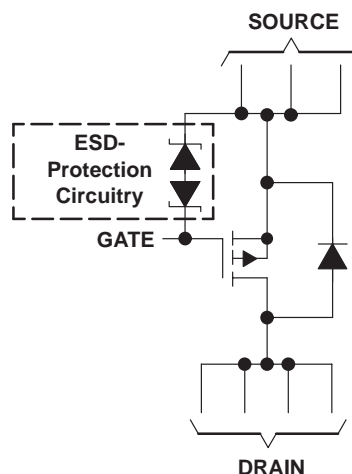 SOURCE
ESD-
Protection
Circuitry
GATE
DRAIN